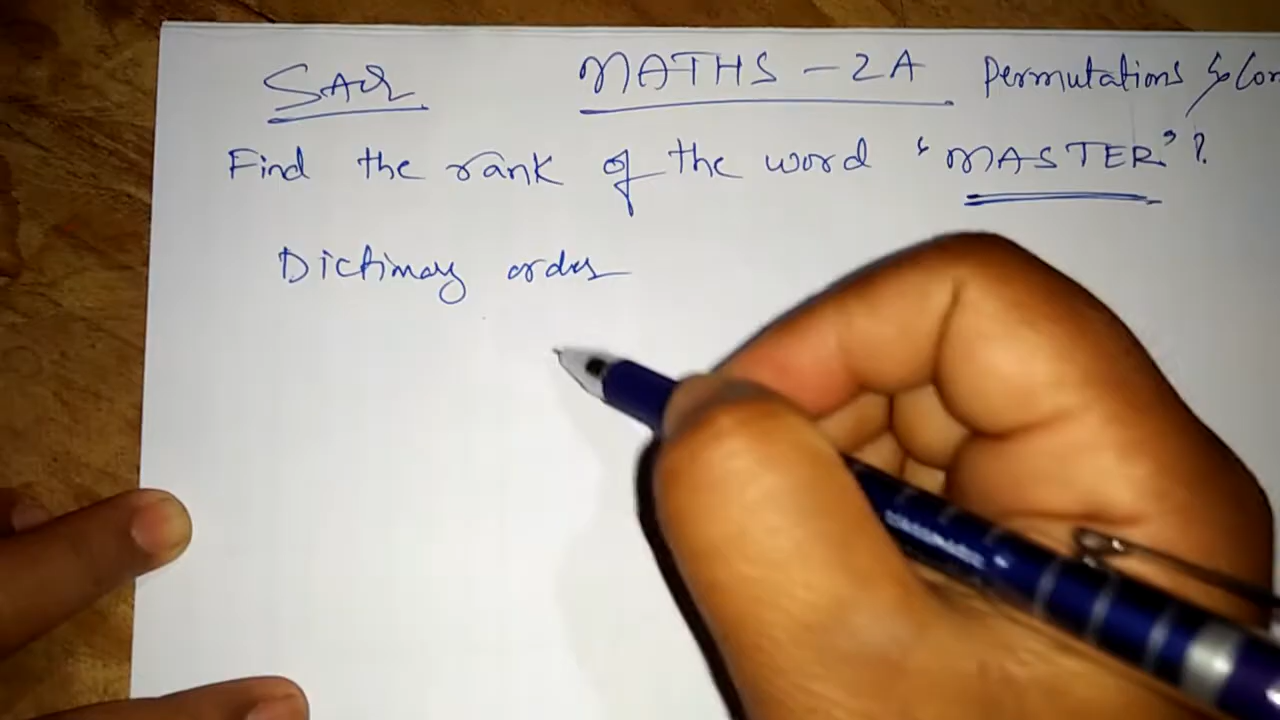 SAQ MATHS - 2A Permutations & Com
Find the rank of the word 'MASTER'?
Dictionary order